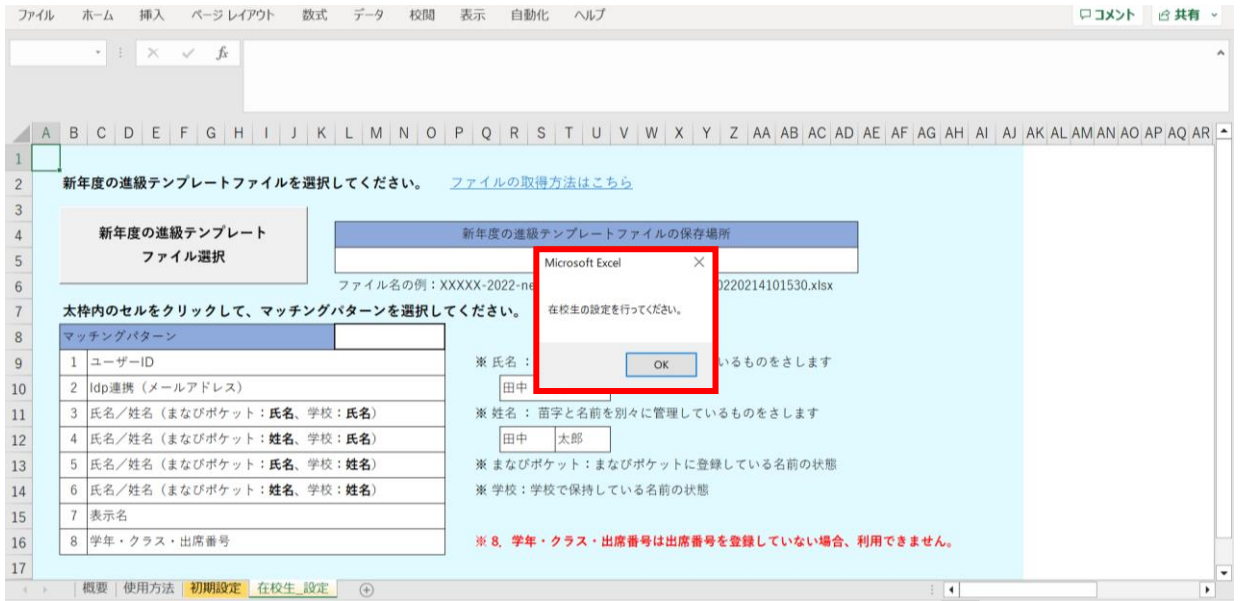 ファイル ホーム 挿入 ページ レイアウト 数式 データ 校閲 表示 自動化 ヘルプ コメント 共有
fx
A B C D E F G H I J K L M N O P Q R S T U V W X Y Z AA AB AC AD AE AF AG AH AI AJ AK AL AM AN AO AP AQ AR
1
2 新年度の進級テンプレートファイルを選択してください。 ファイルの取得方法はこちら
3
4 新年度の進級テンプレート 新年度の進級テンプレートファイルの保存場所
5 ファイル選択
Microsoft Excel
6 ファイル名の例：XXXXX-2022-ne 0220214101530.xlsx
在校生の設定を行ってください。
7 太枠内のセルをクリックして、マッチングパターンを選択してください。
8 マッチングパターン
9 1 ユーザーID ※ 氏名： いるものをさします
OK
10 2 Idp連携（メールアドレス） 田中
11 3 氏名／姓名（まなびポケット：氏名、学校：氏名） ※ 姓名 ： 苗字と名前を別々に管理しているものをさします
12 4 氏名／姓名（まなびポケット：姓名、学校：氏名） 田中 太郎
13 5 氏名／姓名（まなびポケット：氏名、学校：姓名） ※ まなびポケット：まなびポケットに登録している名前の状態
14 6 氏名／姓名（まなびポケット：姓名、学校：姓名） ※ 学校：学校で保持している名前の状態
15 7 表示名
16 8 学年・クラス・出席番号 ※ 8．学年・クラス・出席番号は出席番号を登録していない場合、利用できません。
17
概要 使用方法 初期設定 在校生_設定